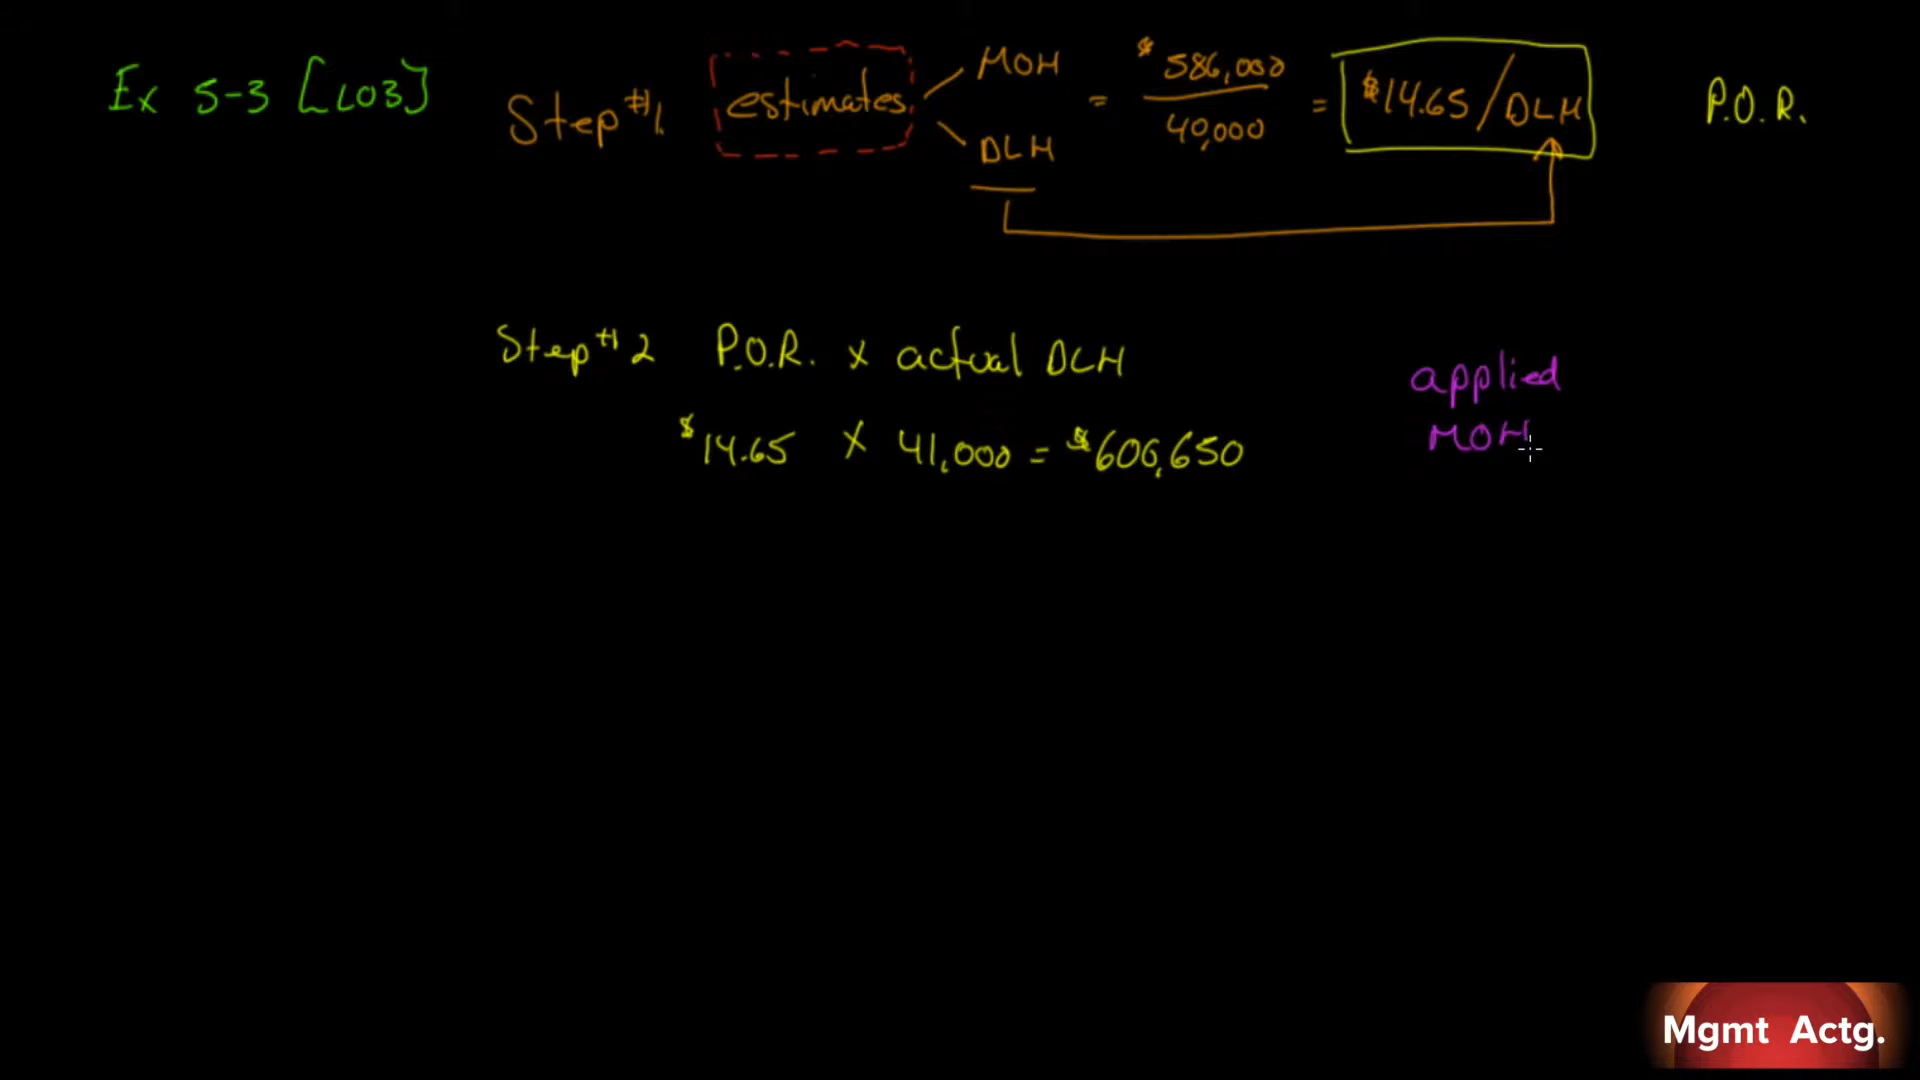 Ex 5-3 [LO3]
Step #1. estimates MOH = $586,000 = $14.65/DLH P.O.R.
DLH 40,000
Step #2 P.O.R. x actual DLH
$14.65 x 41,000 = $606,650
applied
MOH
Mgmt Actg.